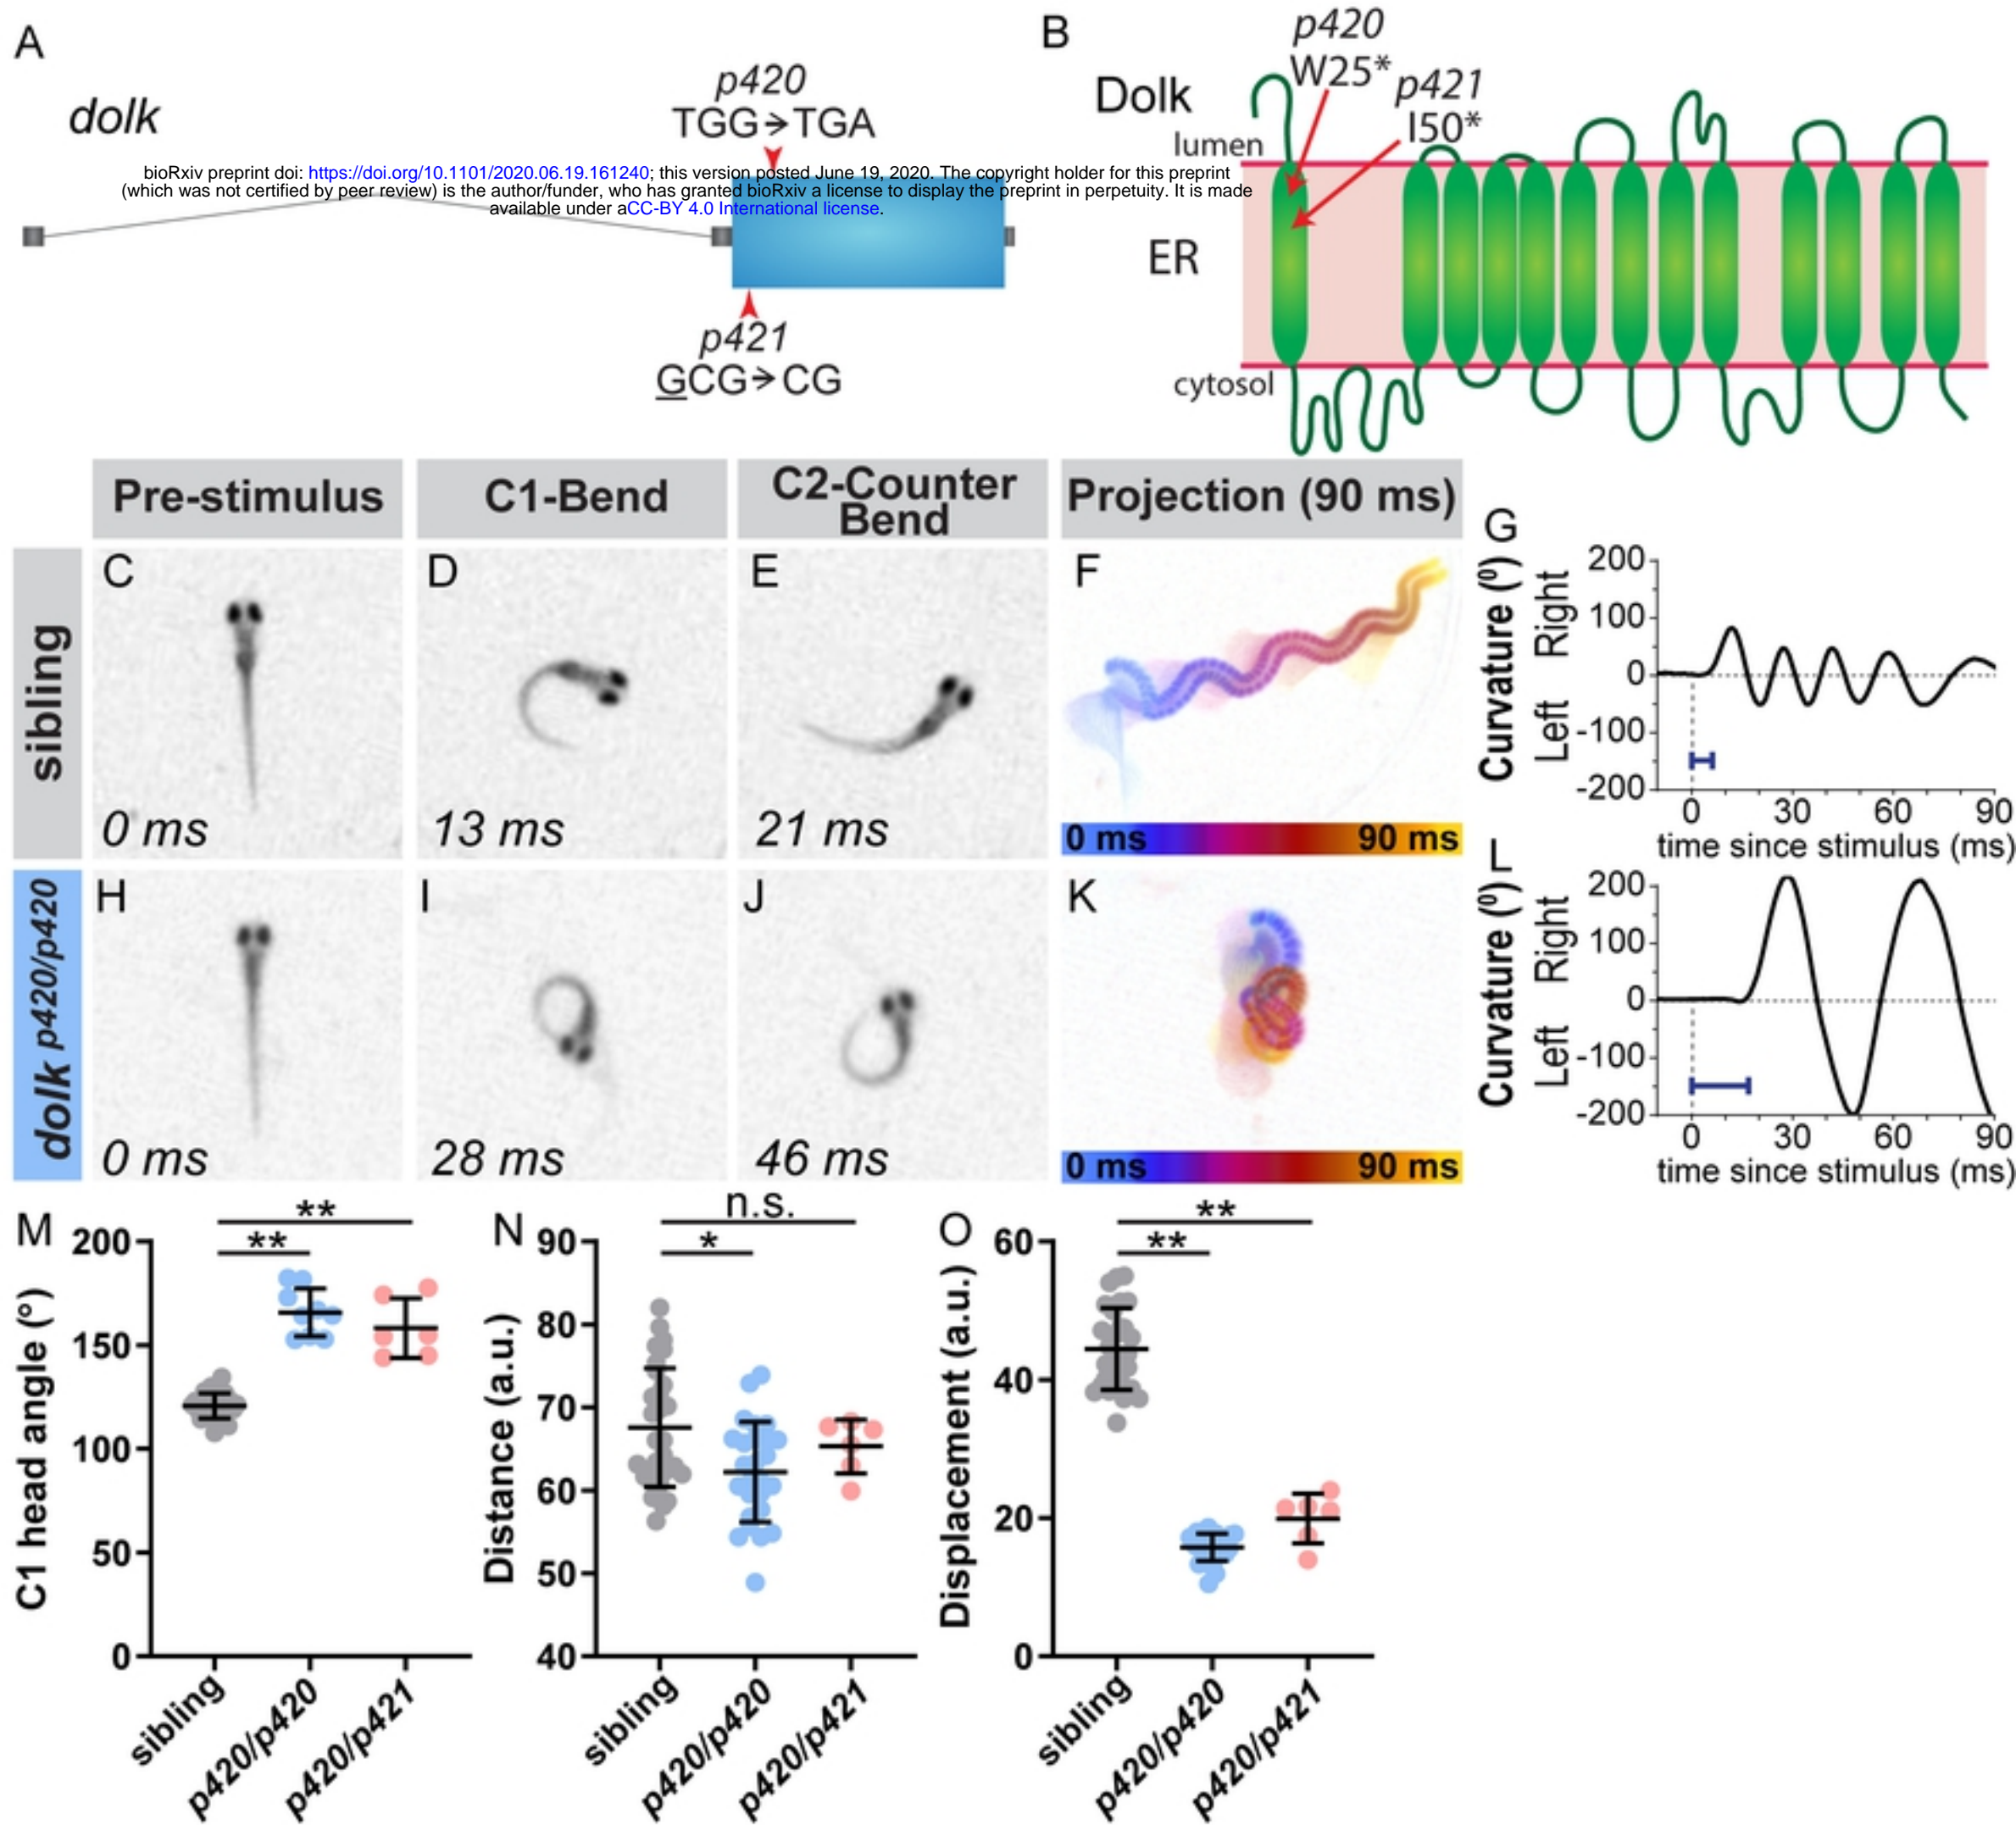 A
dolk
p420
TGG→TGA
bioRxiv preprint doi: https://doi.org/10.1101/2020.06.19.161240; this version posted June 19, 2020. The copyright holder for this preprint
(which was not certified by peer review) is the author/funder, who has granted bioRxiv a license to display the preprint in perpetuity. It is made
available under aCC-BY 4.0 International license.
p421
GCG→CG
B
p420
W25*
p421
I50*
Dolk
lumen
ER
cytosol
Pre-stimulus
C1-Bend
C2-Counter
Bend
Projection (90 ms)
sibling
C
0 ms
D
13 ms
E
21 ms
F
0 ms
90 ms
G
Curvature (⁰)
Left
Right
200
100
0
-100
-200
0
30
60
90
time since stimulus (ms)
dolk p420/p420
H
0 ms
I
28 ms
J
46 ms
K
0 ms
90 ms
L
Curvature (⁰)
Left
Right
200
100
0
-100
-200
0
30
60
90
time since stimulus (ms)
M
C1 head angle (°)
200
150
100
50
0
**
**
sibling
p420/p420
p420/p421
N
Distance (a.u.)
90
80
70
60
50
40
n.s.
*
sibling
p420/p420
p420/p421
O
Displacement (a.u.)
60
40
20
0
**
**
sibling
p420/p420
p420/p421